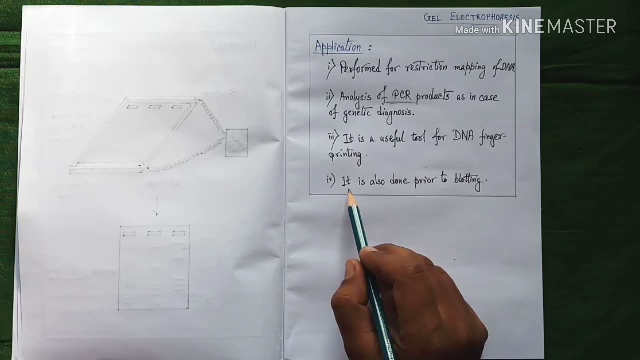 GEL ELECTROPHORESIS
Made with KINEMASTER
Application :
i) Performed for restriction mapping of DNA
ii) Analysis of PCR products as in case
of genetic diagnosis.
iii) It is a useful tool for DNA finger-
printing.
iv) It is also done prior to blotting.